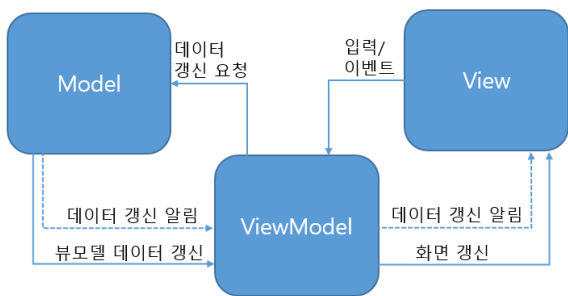 데이터
갱신 요청
입력/
이벤트
Model
View
데이터 갱신 알림
ViewModel
데이터 갱신 알림
뷰모델 데이터 갱신
화면 갱신